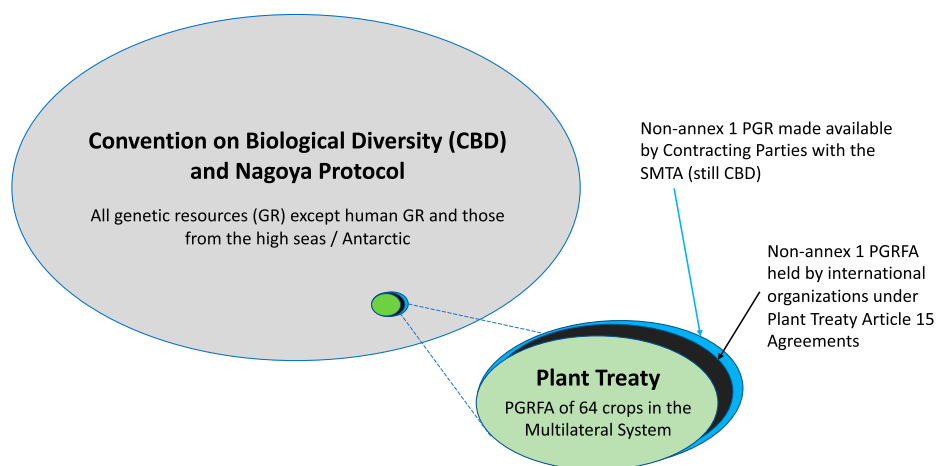 Convention on Biological Diversity (CBD)
and Nagoya Protocol
All genetic resources (GR) except human GR and those
from the high seas / Antarctic
Non-annex 1 PGR made available
by Contracting Parties with the
SMTA (still CBD)
Non-annex 1 PGRFA
held by international
organizations under
Plant Treaty Article 15
Agreements
Plant Treaty
PGRFA of 64 crops in the
Multilateral System